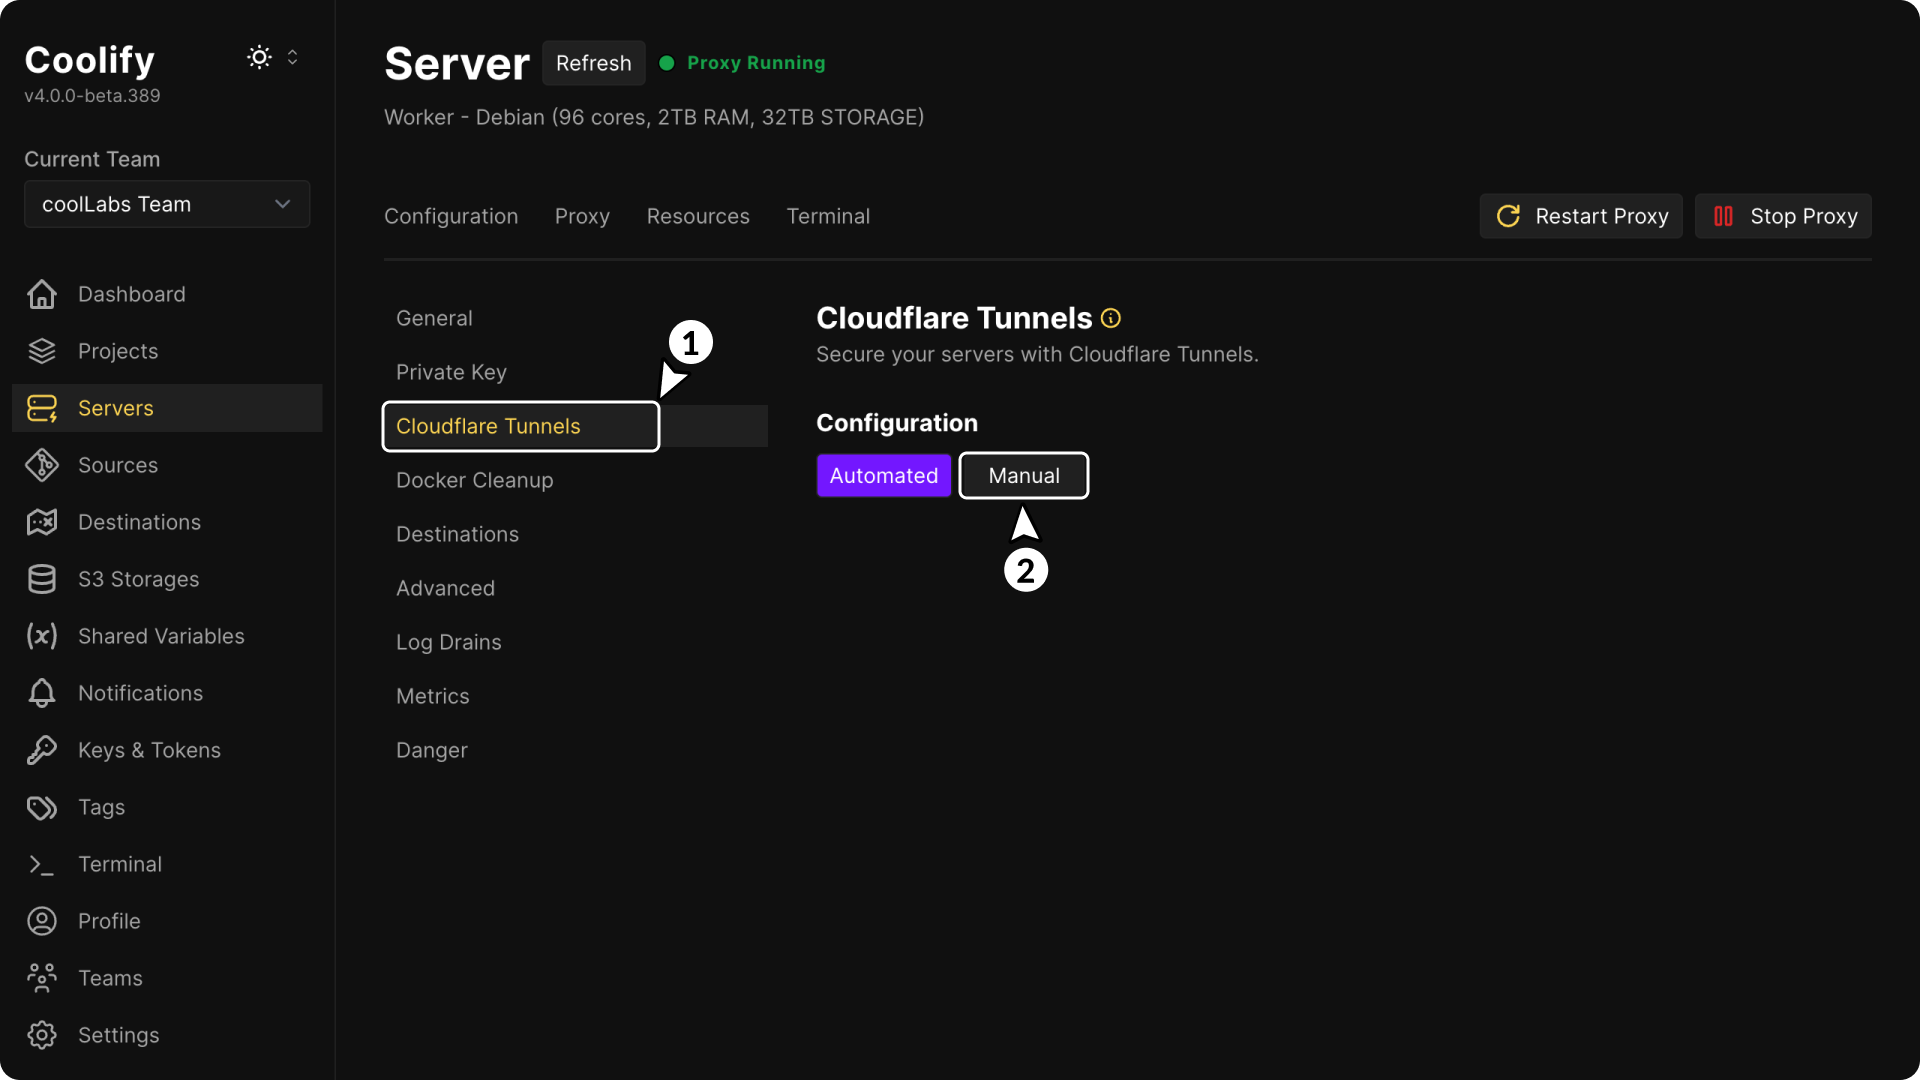 Coolify
v4.0.0-beta.389
Current Team
coolLabs Team
Dashboard
Projects
Servers
Sources
Destinations
S3 Storages
Shared Variables
Notifications
Keys & Tokens
Tags
Terminal
Profile
Teams
Settings
Server Refresh Proxy Running
Worker - Debian (96 cores, 2TB RAM, 32TB STORAGE)
Configuration Proxy Resources Terminal Restart Proxy Stop Proxy
General
1
Private Key
Cloudflare Tunnels
Docker Cleanup
Destinations
Advanced
Log Drains
Metrics
Danger
Cloudflare Tunnels
Secure your servers with Cloudflare Tunnels.
Configuration
Automated Manual
2